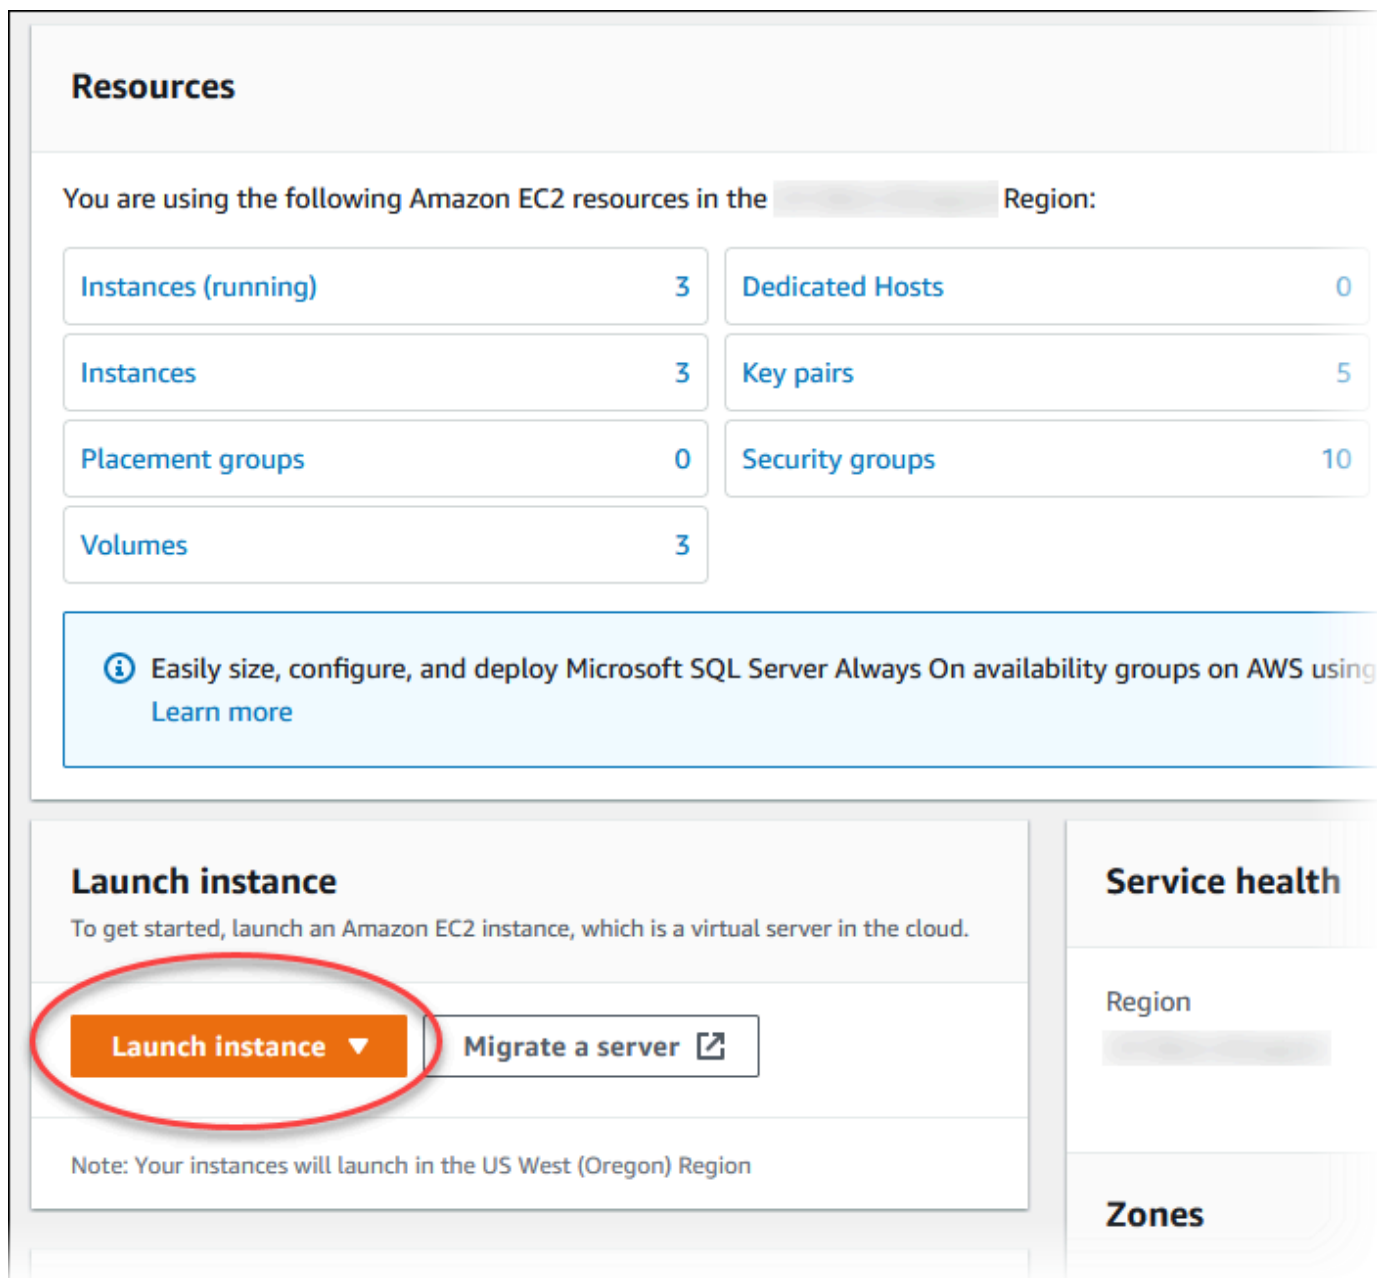 Resources
You are using the following Amazon EC2 resources in the Region:
Instances (running) 3 Dedicated Hosts 0
Instances 3 Key pairs 5
Placement groups 0 Security groups 10
Volumes 3
Easily size, configure, and deploy Microsoft SQL Server Always On availability groups on AWS using
Learn more
Launch instance
To get started, launch an Amazon EC2 instance, which is a virtual server in the cloud.
Launch instance Migrate a server
Note: Your instances will launch in the US West (Oregon) Region
Service health
Region
Zones